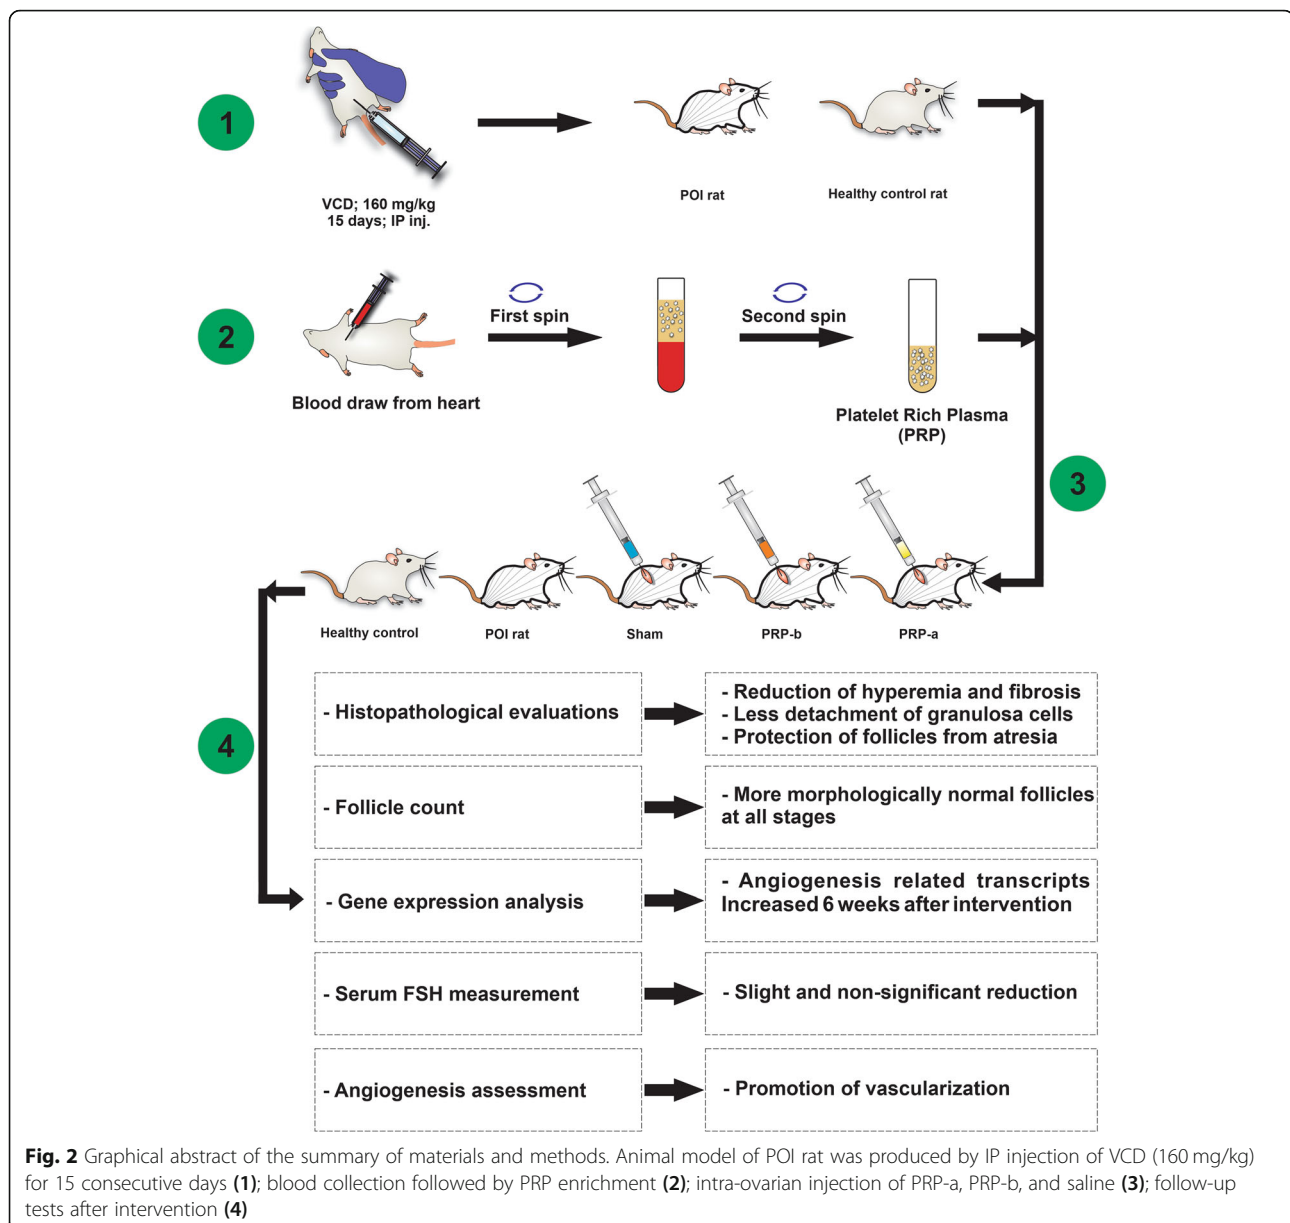 1
VCD; 160 mg/kg
15 days; IP inj.
POI rat
Healthy control rat
2
First spin
Second spin
Blood draw from heart
Platelet Rich Plasma
(PRP)
3
Healthy control
POI rat
Sham
PRP-b
PRP-a
4
- Histopathological evaluations
- Reduction of hyperemia and fibrosis
- Less detachment of granulosa cells
- Protection of follicles from atresia
- Follicle count
- More morphologically normal follicles
at all stages
- Gene expression analysis
- Angiogenesis related transcripts
Increased 6 weeks after intervention
- Serum FSH measurement
- Slight and non-significant reduction
- Angiogenesis assessment
- Promotion of vascularization
Fig. 2 Graphical abstract of the summary of materials and methods. Animal model of POI rat was produced by IP injection of VCD (160 mg/kg)
for 15 consecutive days (1); blood collection followed by PRP enrichment (2); intra-ovarian injection of PRP-a, PRP-b, and saline (3); follow-up
tests after intervention (4)